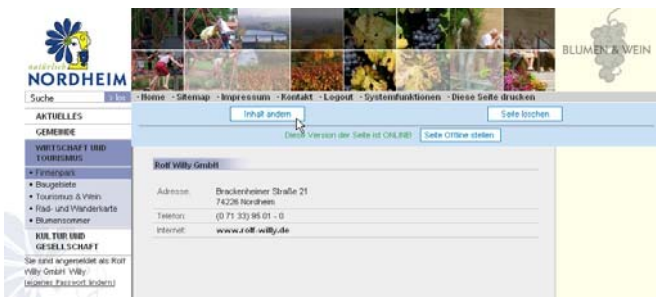 natürlich
NORDHEIM
BLUMEN & WEIN
Suche
> los
• Home • Sitemap • Impressum • Kontakt • Logout • Systemfunktionen • Diese Seite drucken
AKTUELLES
GEMEINDE
WIRTSCHAFT UND
TOURISMUS
• Firmenpark
• Baugebiete
• Tourismus & Wein
• Rad- und Wanderkarte
• Blumensommer
KULTUR UND
GESELLSCHAFT
Sie sind angemeldet als Rolf
Willy GmbH Willy
[eigenes Passwort ändern]
Inhalt ändern
Seite löschen
Diese Version der Seite ist ONLINE!
Seite Offline stellen
Rolf Willy GmbH
Adresse: Brackenheimer Straße 21
74226 Nordheim
Telefon: (0 71 33) 95 01 - 0
Internet: www.rolf-willy.de